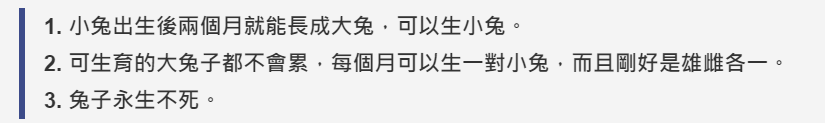 1. 小兔出生後兩個月就能長成大兔，可以生小兔。
2. 可生育的大兔子都不會累，每個月可以生一對小兔，而且剛好是雄雌各一。
3. 兔子永生不死。